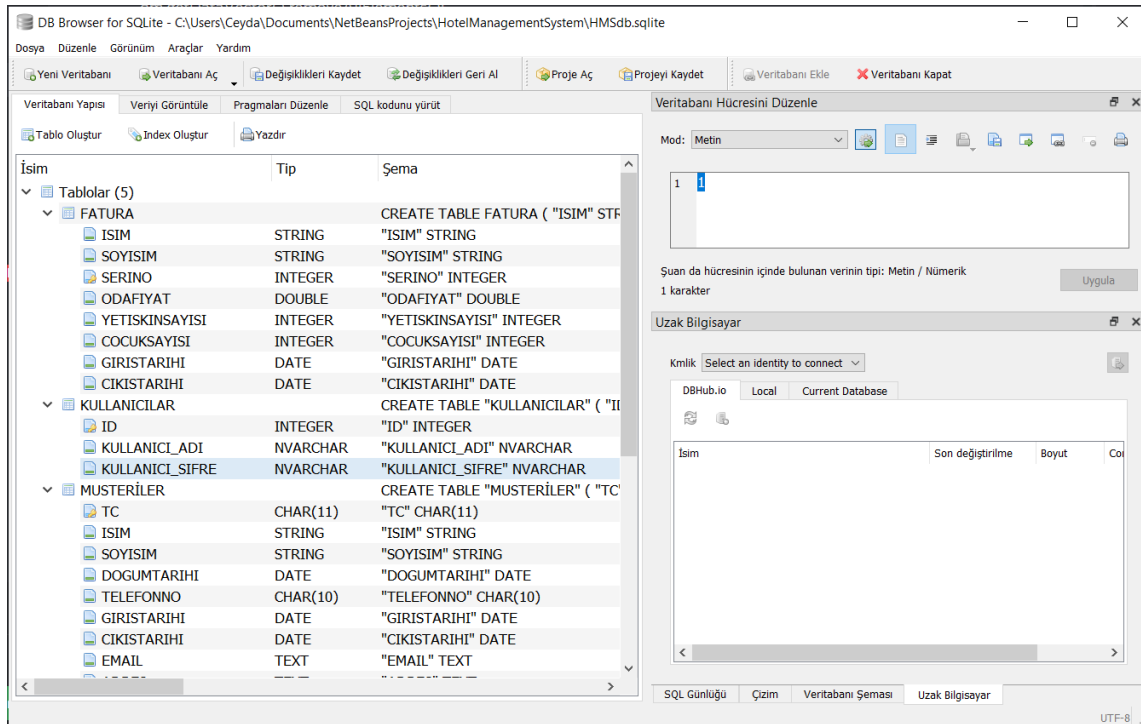 DB Browser for SQLite - C:\Users\Ceyda\Documents\NetBeansProjects\HotelManagementSystem\HMSdb.sqlite
Dosya Düzenle Görünüm Araçlar Yardım
Yeni Veritabanı Veritabanı Aç Değişiklikleri Kaydet Değişiklikleri Geri Al Proje Aç Projeyi Kaydet Veritabanı Ekle Veritabanı Kapat
Veritabanı Yapısı Veriyi Görüntüle Pragmaları Düzenle SQL kodunu yürüt
Tablo Oluştur Index Oluştur Yazdır
İsim Tip Şema
Tablolar (5)
FATURA CREATE TABLE FATURA ( "ISIM" STR
ISIM STRING "ISIM" STRING
SOYISIM STRING "SOYISIM" STRING
SERINO INTEGER "SERINO" INTEGER
ODAFIYAT DOUBLE "ODAFIYAT" DOUBLE
YETISKINSAYISI INTEGER "YETISKINSAYISI" INTEGER
COCUKSAYISI INTEGER "COCUKSAYISI" INTEGER
GIRISTARIHI DATE "GIRISTARIHI" DATE
CIKISTARIHI DATE "CIKISTARIHI" DATE
KULLANICILAR CREATE TABLE "KULLANICILAR" ( "ID
ID INTEGER "ID" INTEGER
KULLANICI_ADI NVARCHAR "KULLANICI_ADI" NVARCHAR
KULLANICI_SIFRE NVARCHAR "KULLANICI_SIFRE" NVARCHAR
MUSTERİLER CREATE TABLE "MUSTERİLER" ( "TC"
TC CHAR(11) "TC" CHAR(11)
ISIM STRING "ISIM" STRING
SOYISIM STRING "SOYISIM" STRING
DOGUMTARIHI DATE "DOGUMTARIHI" DATE
TELEFONNO CHAR(10) "TELEFONNO" CHAR(10)
GIRISTARIHI DATE "GIRISTARIHI" DATE
CIKISTARIHI DATE "CIKISTARIHI" DATE
EMAIL TEXT "EMAIL" TEXT
Veritabanı Hücresini Düzenle
Mod: Metin
1 1
Şuan da hücresinin içinde bulunan verinin tipi: Metin / Nümerik
1 karakter
Uygula
Uzak Bilgisayar
Kmlik Select an identity to connect
DBHub.io Local Current Database
İsim Son değiştirilme Boyut Co
SQL Günlüğü Çizim Veritabanı Şeması Uzak Bilgisayar
UTF-8